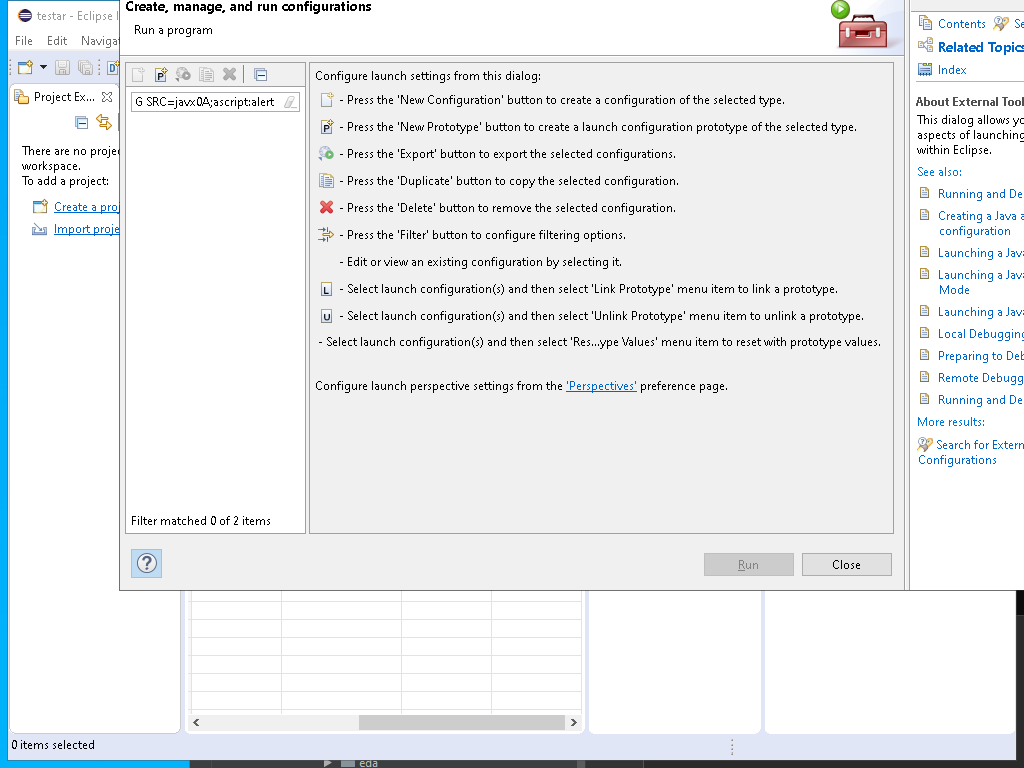 testar - Eclipse I
File Edit Naviga
Project Ex...
There are no proje
workspace.
To add a project:
Create a proj
Import proje
0 items selected
Create, manage, and run configurations
Run a program
G SRC=javx0A;ascript:alert
Filter matched 0 of 2 items
Configure launch settings from this dialog:
- Press the 'New Configuration' button to create a configuration of the selected type.
- Press the 'New Prototype' button to create a launch configuration prototype of the selected type.
- Press the 'Export' button to export the selected configurations.
- Press the 'Duplicate' button to copy the selected configuration.
- Press the 'Delete' button to remove the selected configuration.
- Press the 'Filter' button to configure filtering options.
- Edit or view an existing configuration by selecting it.
- Select launch configuration(s) and then select 'Link Prototype' menu item to link a prototype.
- Select launch configuration(s) and then select 'Unlink Prototype' menu item to unlink a prototype.
- Select launch configuration(s) and then select 'Res...ype Values' menu item to reset with prototype values.
Configure launch perspective settings from the 'Perspectives' preference page.
Run
Close
Contents Se
Related Topics
Index
About External Tool
This dialog allows yo
aspects of launching
within Eclipse.
See also:
Running and De
Creating a Java a
configuration
Launching a Java
Launching a Java
Mode
Launching a Java
Local Debugging
Preparing to Deb
Remote Debugg
Running and De
More results:
Search for Extern
Configurations
eda